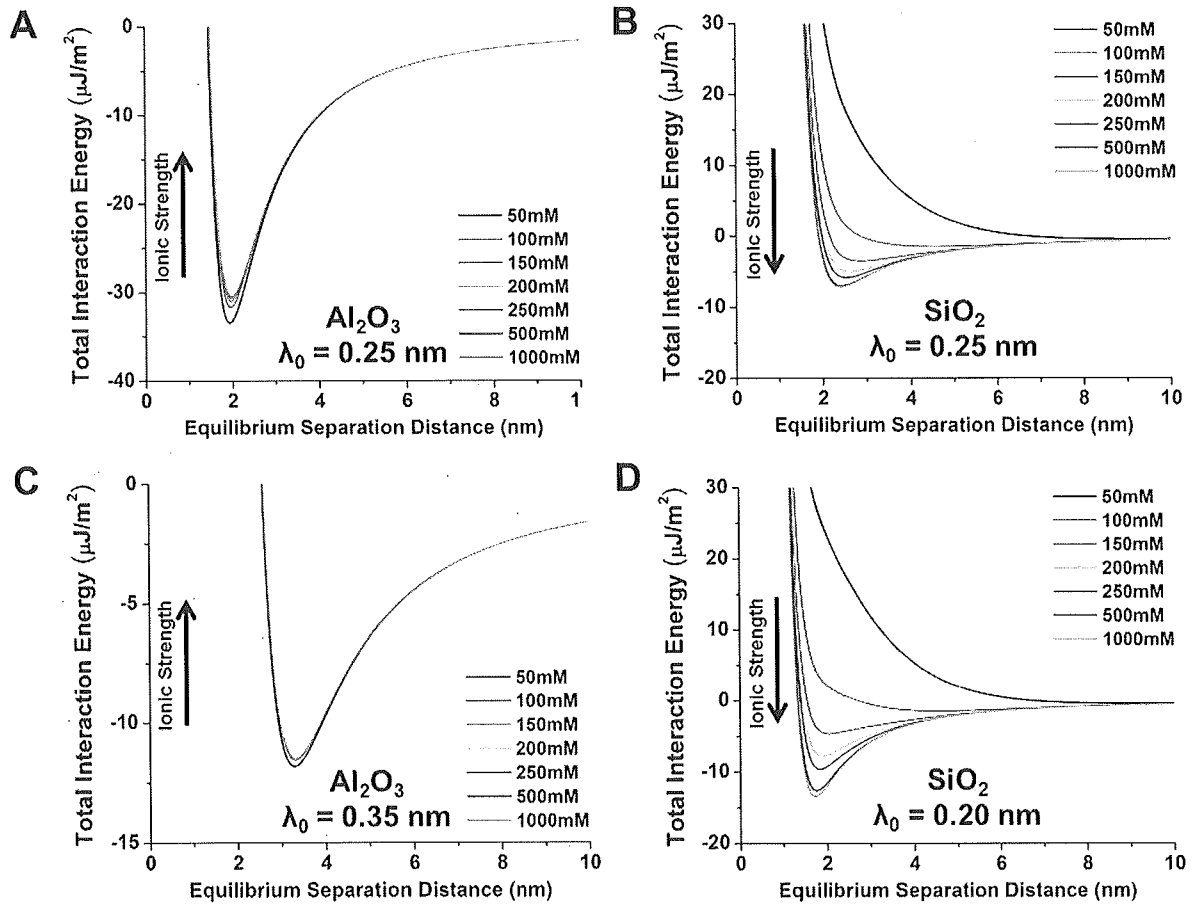 A
Total Interaction Energy (μJ/m²)
0
-10
-20
-30
-40
Ionic Strength
50mM
100mM
150mM
200mM
250mM
500mM
1000mM
Al₂O₃
λ₀ = 0.25 nm
0 2 4 6 8 1
Equilibrium Separation Distance (nm)
B
Total Interaction Energy (μJ/m²)
30
20
10
0
-10
-20
Ionic Strength
50mM
100mM
150mM
200mM
250mM
500mM
1000mM
SiO₂
λ₀ = 0.25 nm
0 2 4 6 8 10
Equilibrium Separation Distance (nm)
C
Total Interaction Energy (μJ/m²)
0
-5
-10
-15
Ionic Strength
50mM
100mM
150mM
200mM
250mM
500mM
1000mM
Al₂O₃
λ₀ = 0.35 nm
0 2 4 6 8 10
Equilibrium Separation Distance (nm)
D
Total Interaction Energy (μJ/m²)
30
20
10
0
-10
-20
Ionic Strength
50mM
100mM
150mM
200mM
250mM
500mM
1000mM
SiO₂
λ₀ = 0.20 nm
0 2 4 6 8 10
Equilibrium Separation Distance (nm)